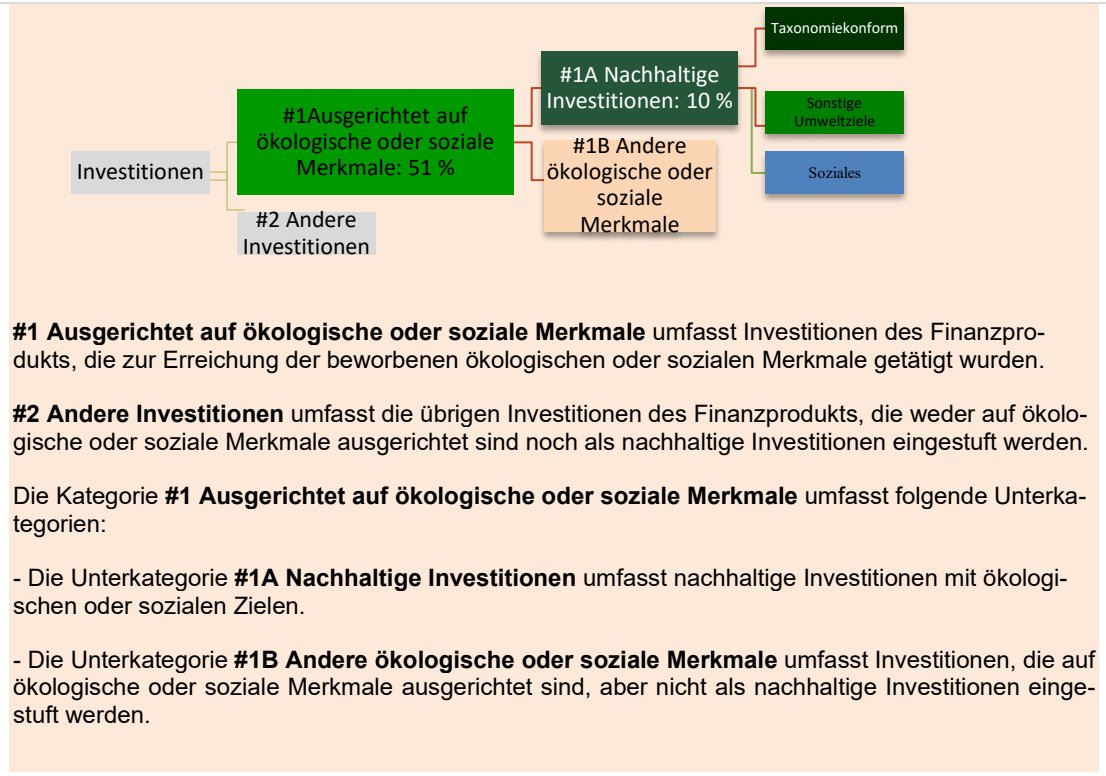 Taxonomiekonform
#1A Nachhaltige
Investitionen: 10 %
Sonstige
Umweltziele
#1Ausgerichtet auf
ökologische oder soziale
Merkmale: 51 %
#1B Andere
ökologische oder
soziale
Merkmale
Soziales
Investitionen
#2 Andere
Investitionen
#1 Ausgerichtet auf ökologische oder soziale Merkmale umfasst Investitionen des Finanzpro-
dukts, die zur Erreichung der beworbenen ökologischen oder sozialen Merkmale getätigt wurden.
#2 Andere Investitionen umfasst die übrigen Investitionen des Finanzprodukts, die weder auf ökolo-
gische oder soziale Merkmale ausgerichtet sind noch als nachhaltige Investitionen eingestuft werden.
Die Kategorie #1 Ausgerichtet auf ökologische oder soziale Merkmale umfasst folgende Unterka-
tegorien:
- Die Unterkategorie #1A Nachhaltige Investitionen umfasst nachhaltige Investitionen mit ökologi-
schen oder sozialen Zielen.
- Die Unterkategorie #1B Andere ökologische oder soziale Merkmale umfasst Investitionen, die auf
ökologische oder soziale Merkmale ausgerichtet sind, aber nicht als nachhaltige Investitionen einge-
stuft werden.